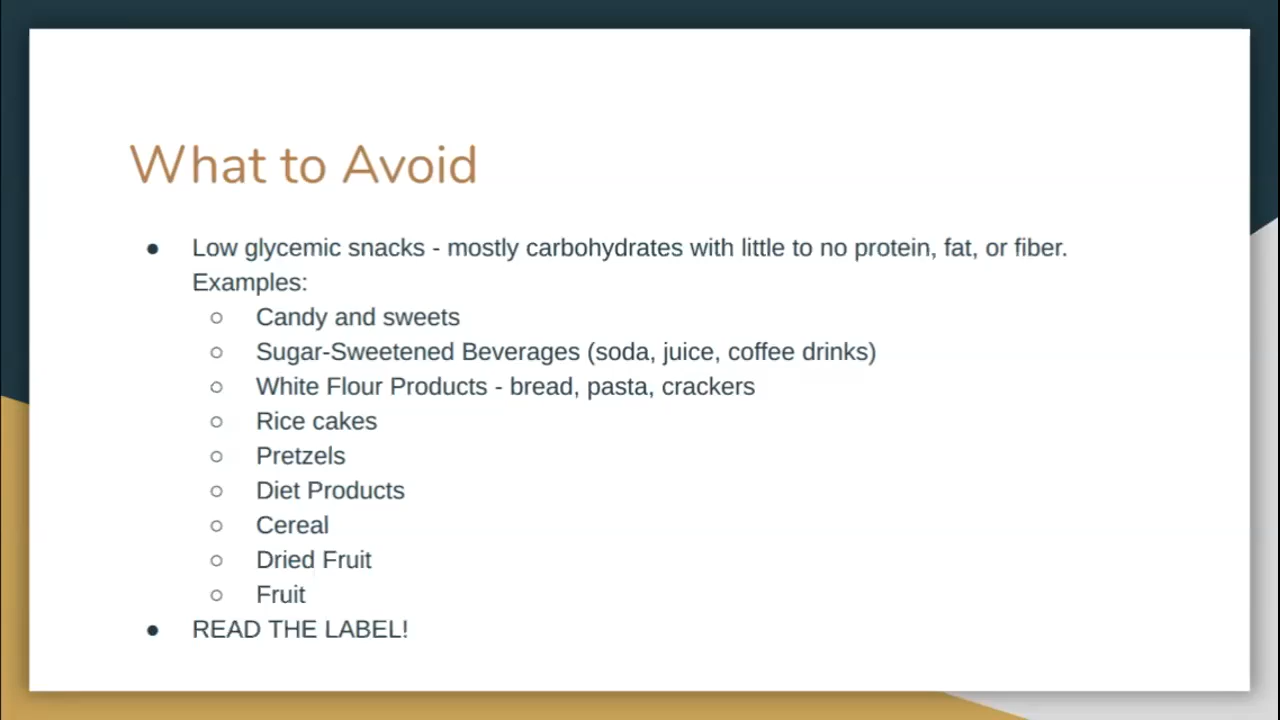 What to Avoid
● Low glycemic snacks - mostly carbohydrates with little to no protein, fat, or fiber.
Examples:
○ Candy and sweets
○ Sugar-Sweetened Beverages (soda, juice, coffee drinks)
○ White Flour Products - bread, pasta, crackers
○ Rice cakes
○ Pretzels
○ Diet Products
○ Cereal
○ Dried Fruit
○ Fruit
● READ THE LABEL!